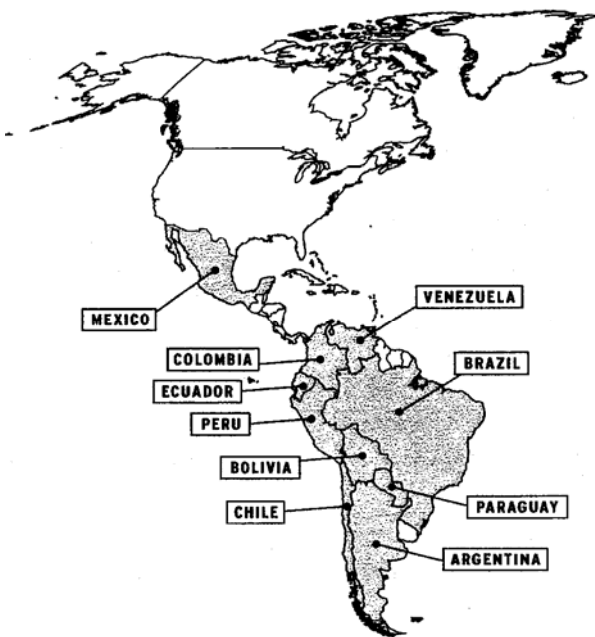 VENEZUELA
MEXICO
COLOMBIA
BRAZIL
ECUADOR
PERU
BOLIVIA
CHILE
PARAGUAY
ARGENTINA